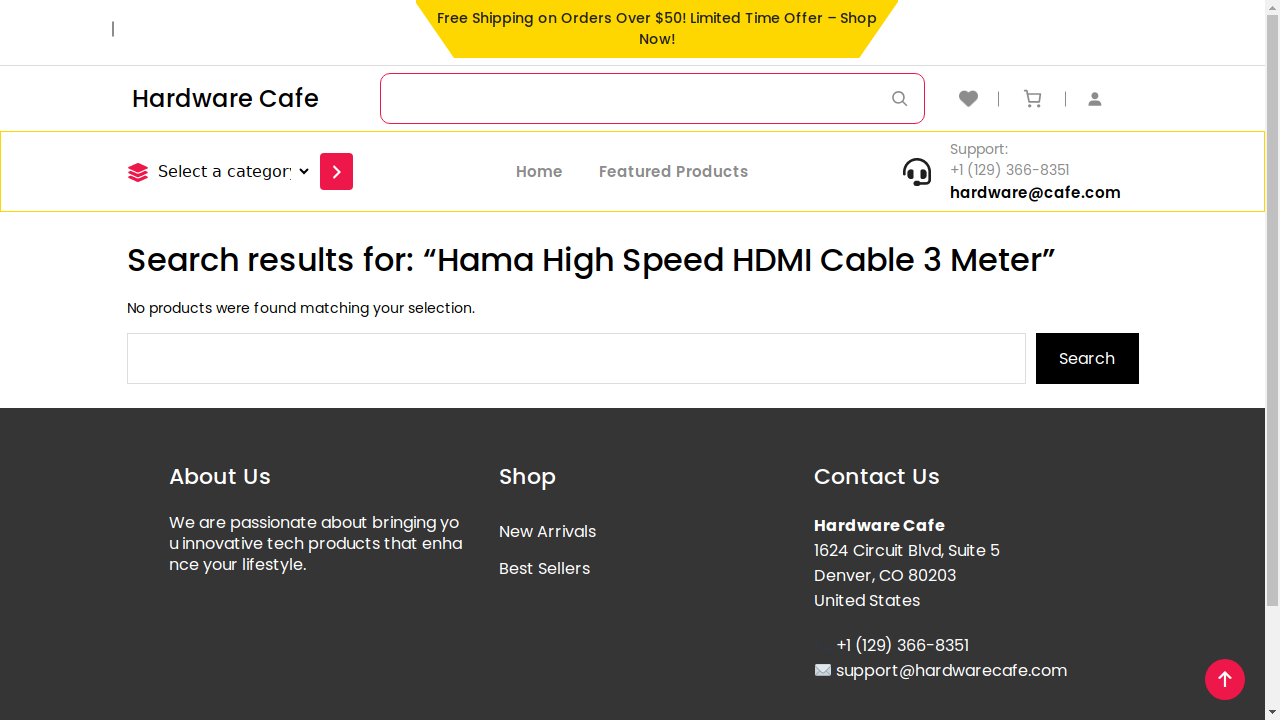 Free Shipping on Orders Over $50! Limited Time Offer – Shop
Now!
Hardware Cafe
Select a category
Home
Featured Products
Support:
+1 (129) 366-8351
hardware@cafe.com
Search results for: “Hama High Speed HDMI Cable 3 Meter”
No products were found matching your selection.
Search
About Us
We are passionate about bringing yo
u innovative tech products that enha
nce your lifestyle.
Shop
New Arrivals
Best Sellers
Contact Us
Hardware Cafe
1624 Circuit Blvd, Suite 5
Denver, CO 80203
United States
+1 (129) 366-8351
support@hardwarecafe.com